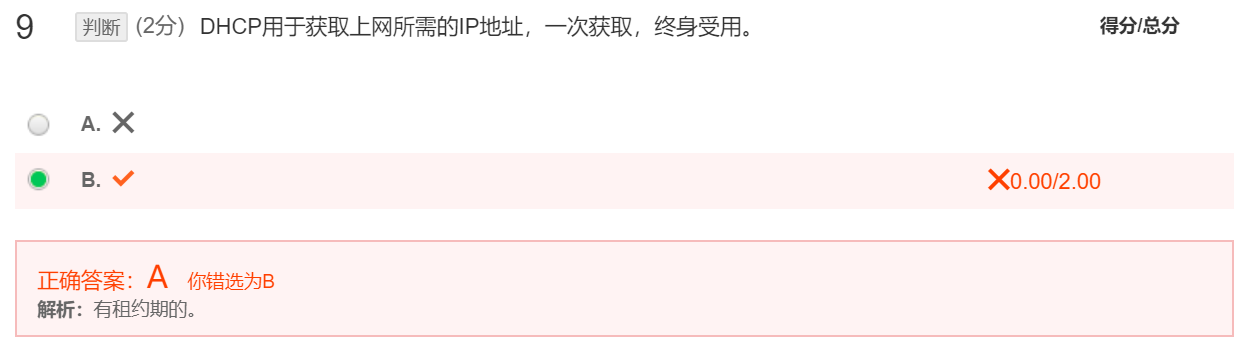 9 判断 (2分) DHCP用于获取上网所需的IP地址，一次获取，终身受用。 得分/总分
A.
B. 0.00/2.00
正确答案：A 你错选为B
解析：有租约期的。